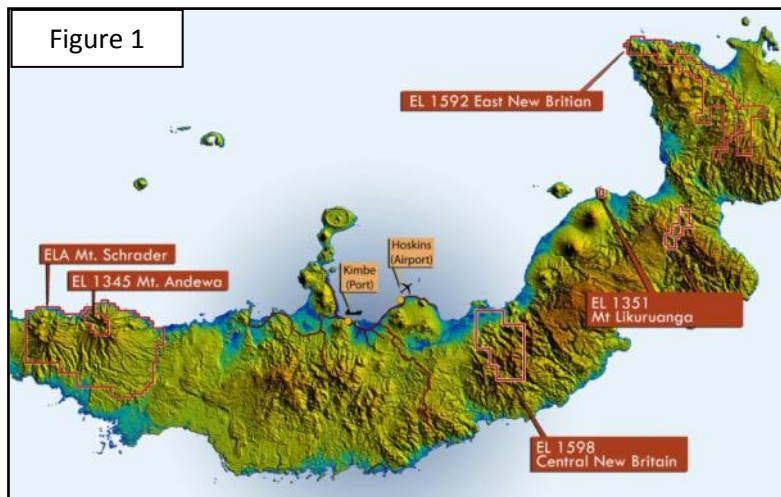 Figure 1
EL 1592 East New Britian
ELA Mt. Schrader
EL 1345 Mt. Andewa
Kimbe
(Port)
Hoskins
(Airport)
EL 1351
Mt Likuruanga
EL 1598
Central New Britain